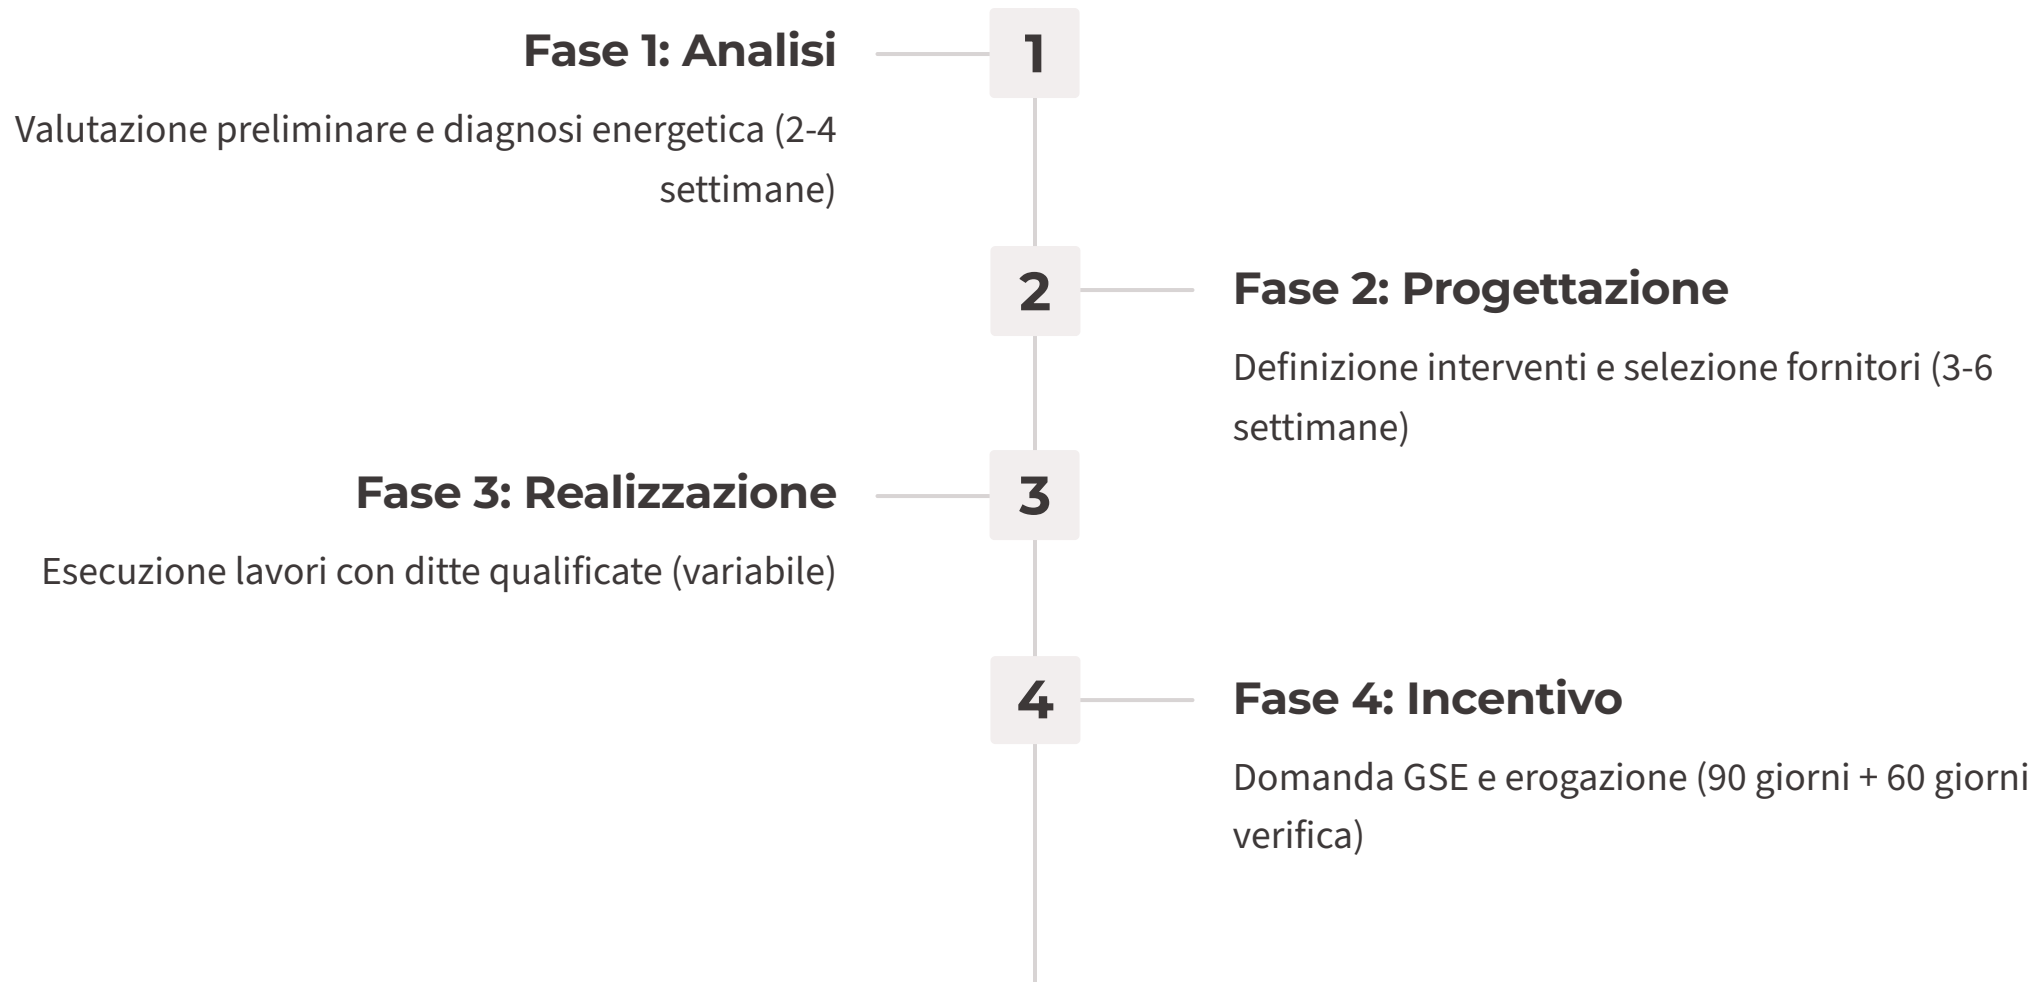 Fase 1: Analisi
1
Valutazione preliminare e diagnosi energetica (2-4
settimane)
2
Fase 2: Progettazione
Definizione interventi e selezione fornitori (3-6
settimane)
Fase 3: Realizzazione
3
Esecuzione lavori con ditte qualificate (variabile)
4
Fase 4: Incentivo
Domanda GSE e erogazione (90 giorni + 60 giorni
verifica)